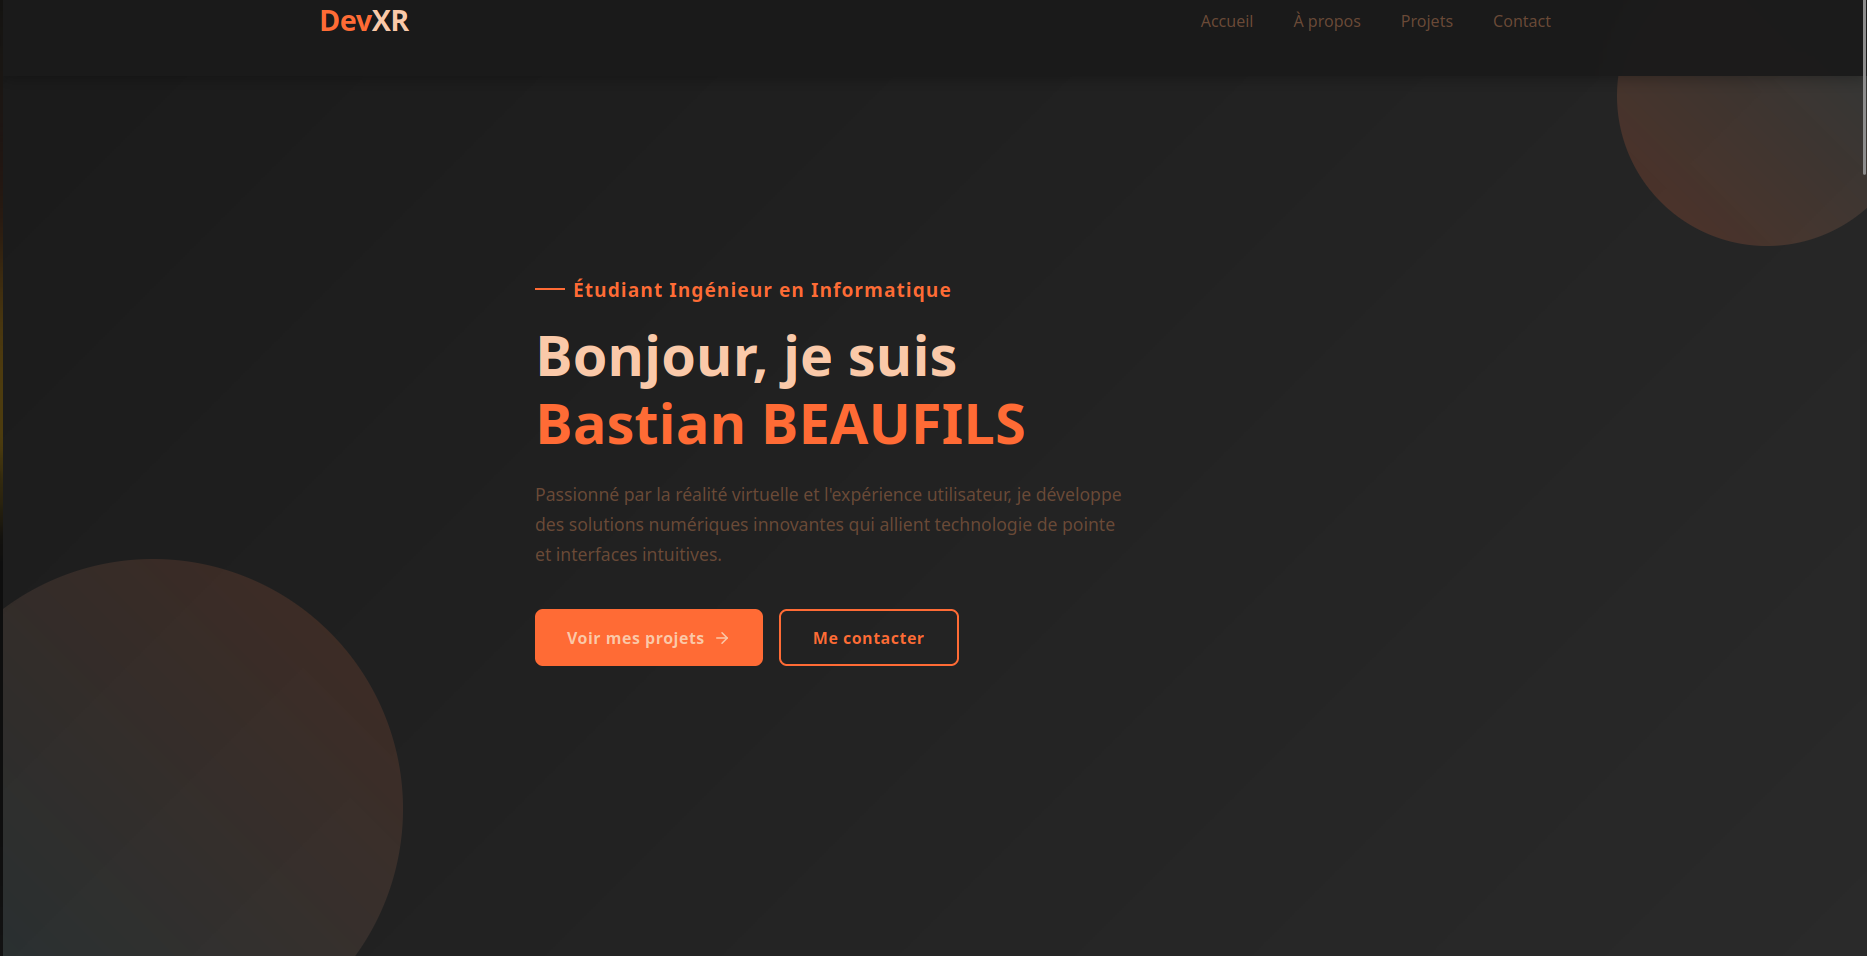 DevXR
Accueil À propos Projets Contact
Étudiant Ingénieur en Informatique
Bonjour, je suis
Bastian BEAUFILS
Passionné par la réalité virtuelle et l'expérience utilisateur, je développe
des solutions numériques innovantes qui allient technologie de pointe
et interfaces intuitives.
Voir mes projets →
Me contacter